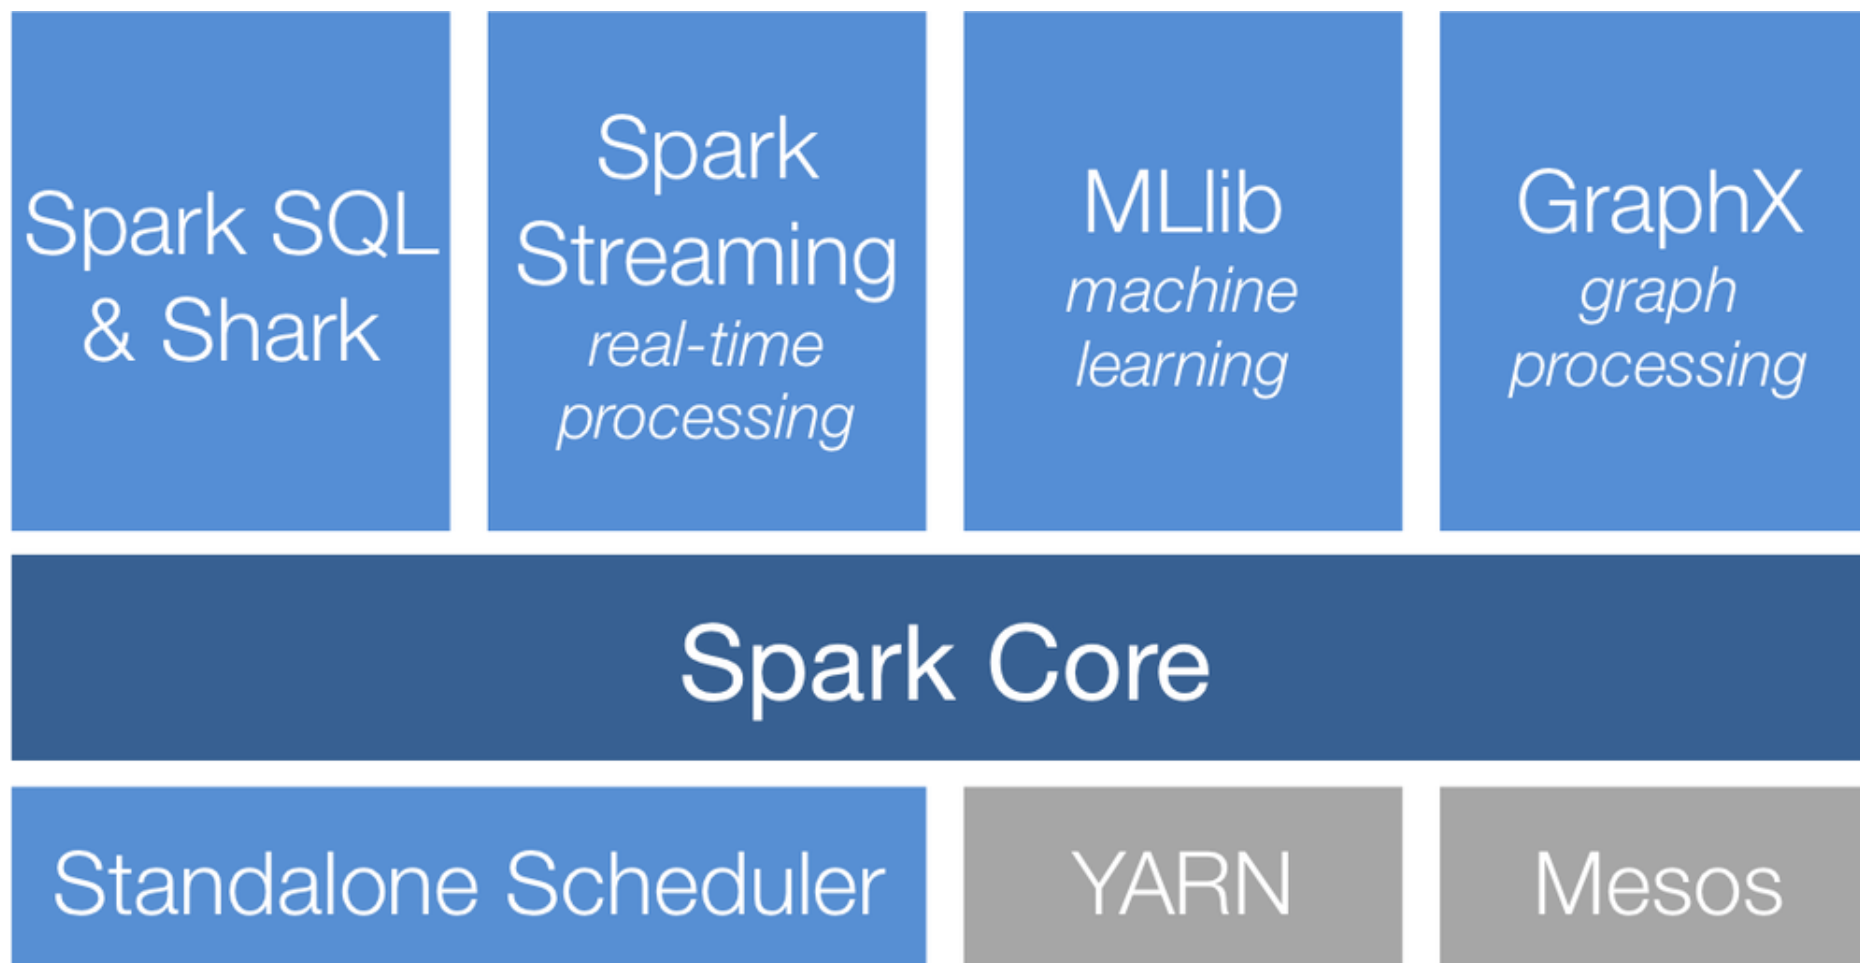 Spark SQL
& Shark
Spark
Streaming
real-time
processing
MLlib
machine
learning
GraphX
graph
processing
Spark Core
Standalone Scheduler
YARN
Mesos